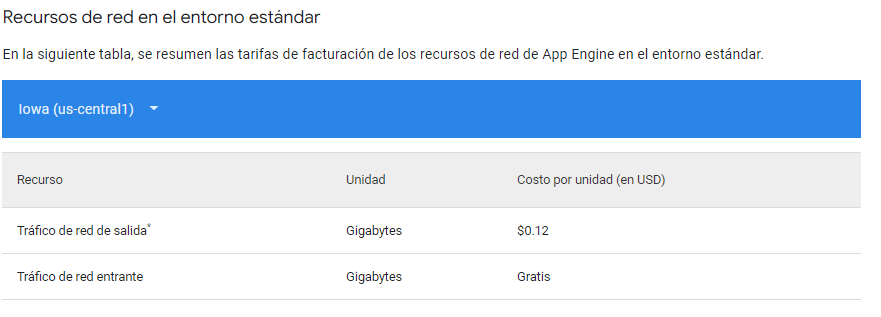 Recursos de red en el entorno estándar
En la siguiente tabla, se resumen las tarifas de facturación de los recursos de red de App Engine en el entorno estándar.
Iowa (us-central1)
Recurso Unidad Costo por unidad (en USD)
Tráfico de red de salida* Gigabytes $0.12
Tráfico de red entrante Gigabytes Gratis